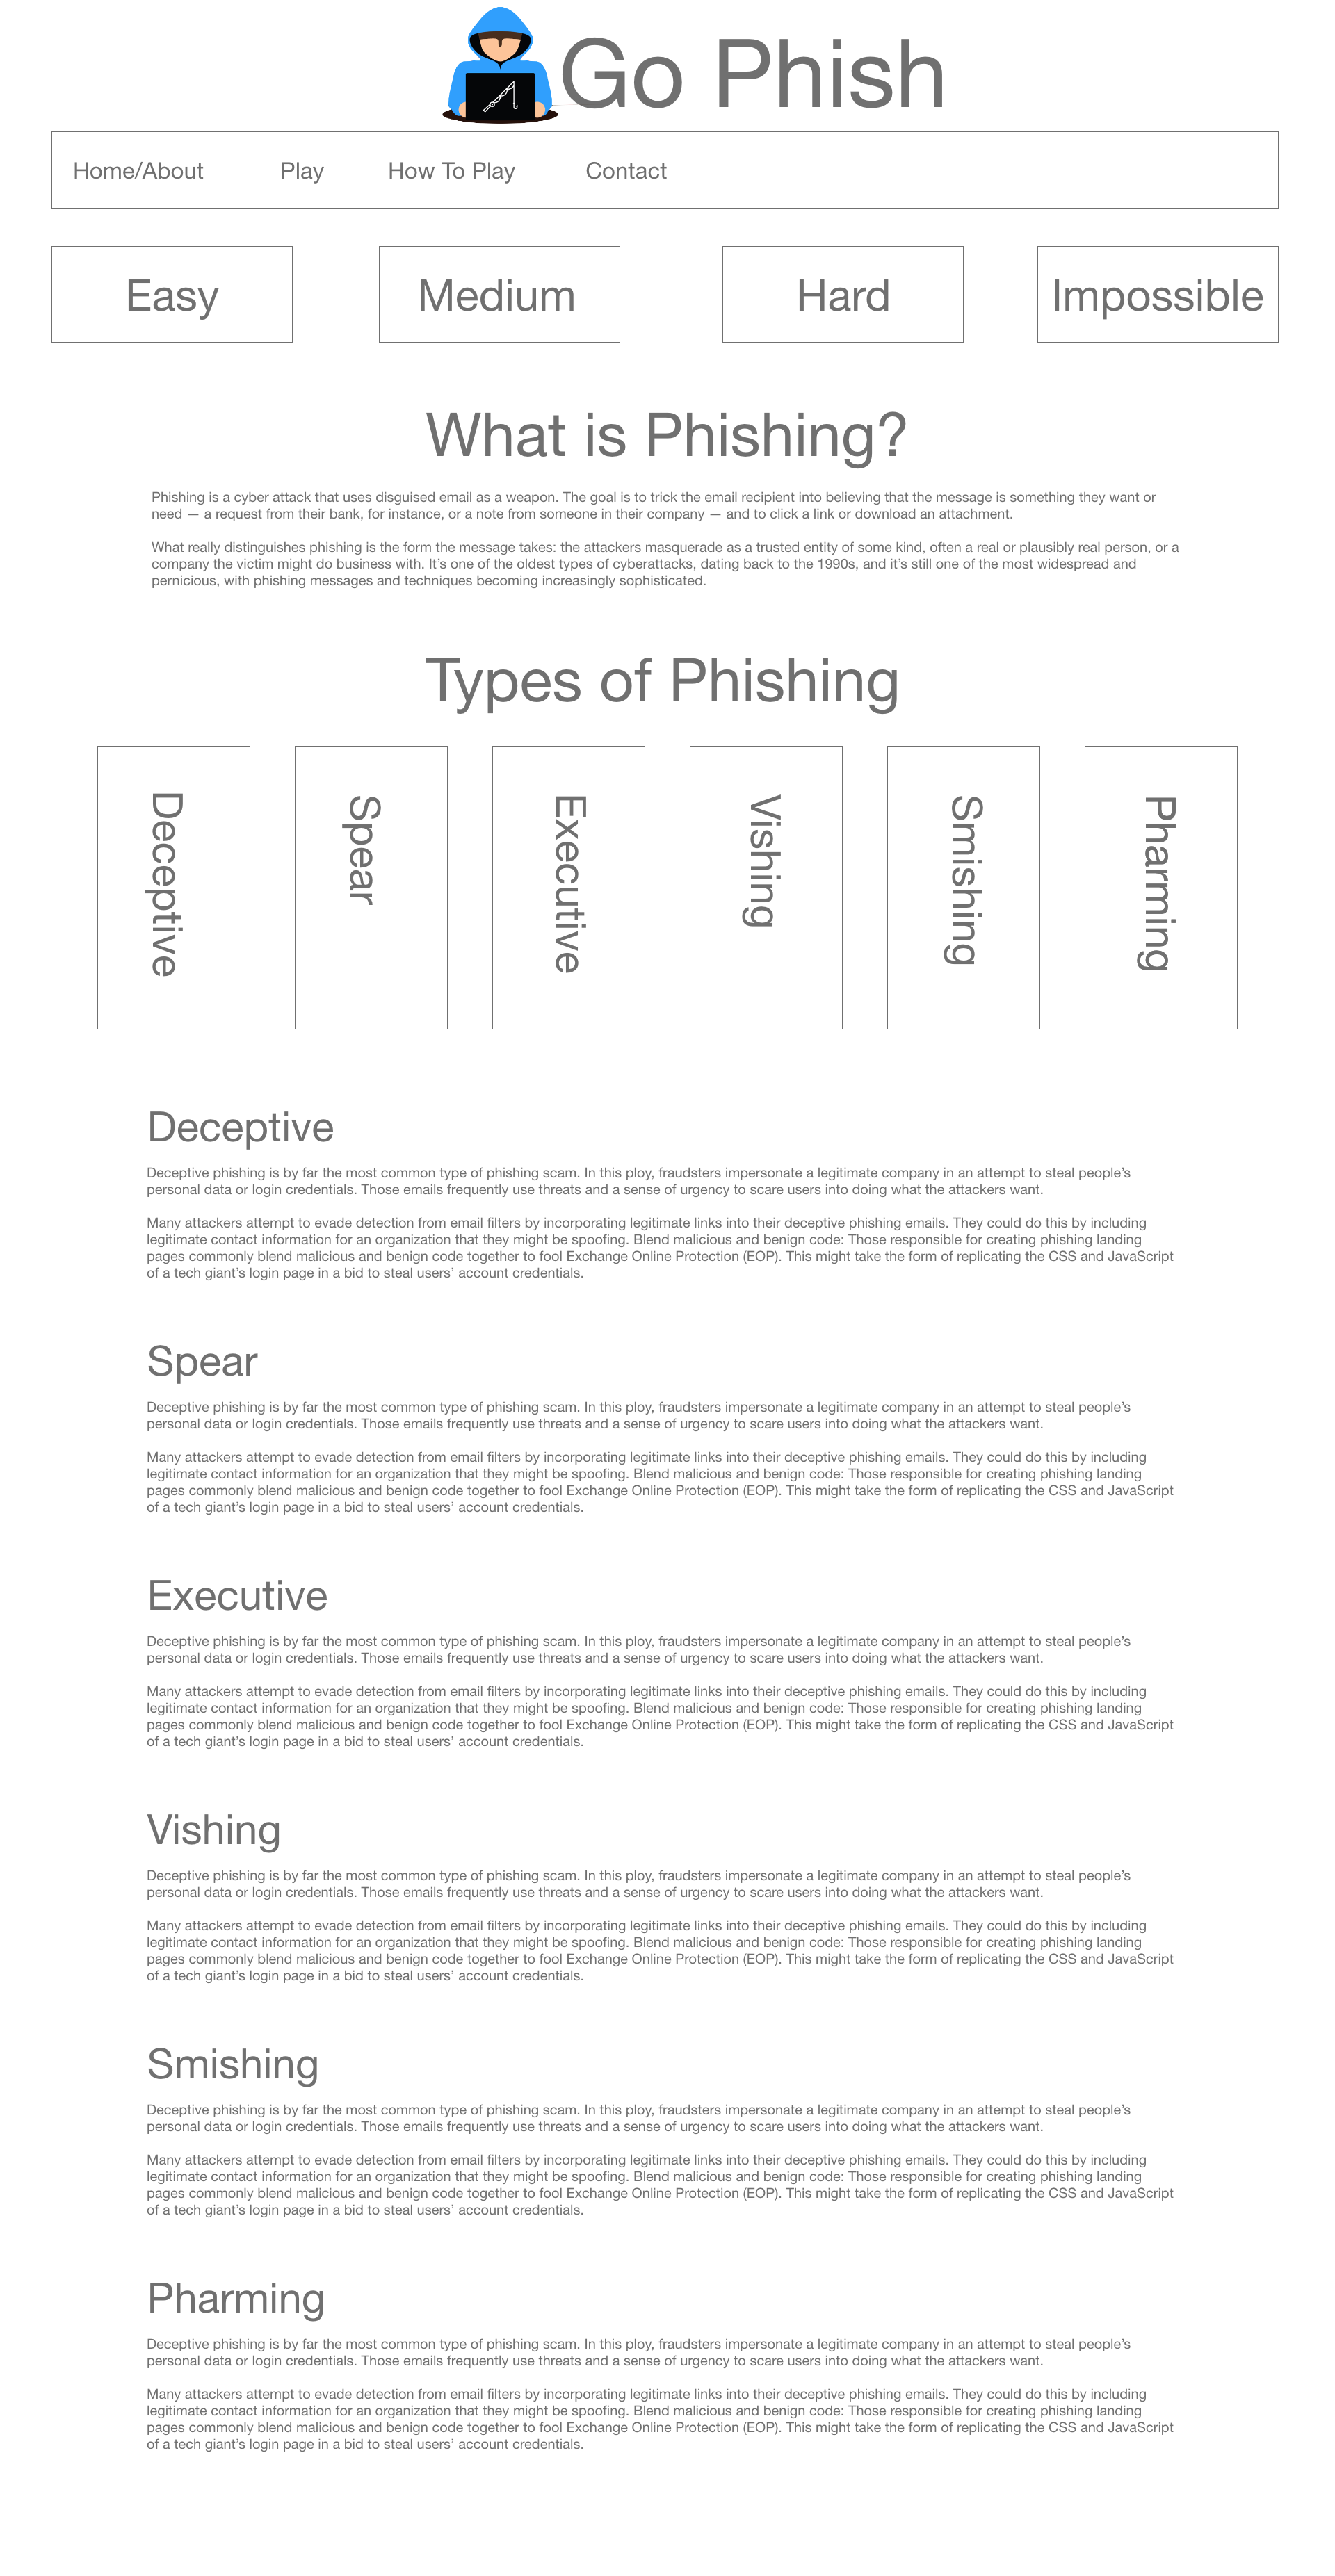 Go Phish
Home/About Play How To Play Contact
Easy Medium Hard Impossible
What is Phishing?
Phishing is a cyber attack that uses disguised email as a weapon. The goal is to trick the email recipient into believing that the message is something they want or
need — a request from their bank, for instance, or a note from someone in their company — and to click a link or download an attachment.
What really distinguishes phishing is the form the message takes: the attackers masquerade as a trusted entity of some kind, often a real or plausibly real person, or a
company the victim might do business with. It’s one of the oldest types of cyberattacks, dating back to the 1990s, and it’s still one of the most widespread and
pernicious, with phishing messages and techniques becoming increasingly sophisticated.
Types of Phishing
Deceptive
Spear
Executive
Vishing
Smishing
Pharming
Deceptive
Deceptive phishing is by far the most common type of phishing scam. In this ploy, fraudsters impersonate a legitimate company in an attempt to steal people’s
personal data or login credentials. Those emails frequently use threats and a sense of urgency to scare users into doing what the attackers want.
Many attackers attempt to evade detection from email filters by incorporating legitimate links into their deceptive phishing emails. They could do this by including
legitimate contact information for an organization that they might be spoofing. Blend malicious and benign code: Those responsible for creating phishing landing
pages commonly blend malicious and benign code together to fool Exchange Online Protection (EOP). This might take the form of replicating the CSS and JavaScript
of a tech giant’s login page in a bid to steal users’ account credentials.
Spear
Deceptive phishing is by far the most common type of phishing scam. In this ploy, fraudsters impersonate a legitimate company in an attempt to steal people’s
personal data or login credentials. Those emails frequently use threats and a sense of urgency to scare users into doing what the attackers want.
Many attackers attempt to evade detection from email filters by incorporating legitimate links into their deceptive phishing emails. They could do this by including
legitimate contact information for an organization that they might be spoofing. Blend malicious and benign code: Those responsible for creating phishing landing
pages commonly blend malicious and benign code together to fool Exchange Online Protection (EOP). This might take the form of replicating the CSS and JavaScript
of a tech giant’s login page in a bid to steal users’ account credentials.
Executive
Deceptive phishing is by far the most common type of phishing scam. In this ploy, fraudsters impersonate a legitimate company in an attempt to steal people’s
personal data or login credentials. Those emails frequently use threats and a sense of urgency to scare users into doing what the attackers want.
Many attackers attempt to evade detection from email filters by incorporating legitimate links into their deceptive phishing emails. They could do this by including
legitimate contact information for an organization that they might be spoofing. Blend malicious and benign code: Those responsible for creating phishing landing
pages commonly blend malicious and benign code together to fool Exchange Online Protection (EOP). This might take the form of replicating the CSS and JavaScript
of a tech giant’s login page in a bid to steal users’ account credentials.
Vishing
Deceptive phishing is by far the most common type of phishing scam. In this ploy, fraudsters impersonate a legitimate company in an attempt to steal people’s
personal data or login credentials. Those emails frequently use threats and a sense of urgency to scare users into doing what the attackers want.
Many attackers attempt to evade detection from email filters by incorporating legitimate links into their deceptive phishing emails. They could do this by including
legitimate contact information for an organization that they might be spoofing. Blend malicious and benign code: Those responsible for creating phishing landing
pages commonly blend malicious and benign code together to fool Exchange Online Protection (EOP). This might take the form of replicating the CSS and JavaScript
of a tech giant’s login page in a bid to steal users’ account credentials.
Smishing
Deceptive phishing is by far the most common type of phishing scam. In this ploy, fraudsters impersonate a legitimate company in an attempt to steal people’s
personal data or login credentials. Those emails frequently use threats and a sense of urgency to scare users into doing what the attackers want.
Many attackers attempt to evade detection from email filters by incorporating legitimate links into their deceptive phishing emails. They could do this by including
legitimate contact information for an organization that they might be spoofing. Blend malicious and benign code: Those responsible for creating phishing landing
pages commonly blend malicious and benign code together to fool Exchange Online Protection (EOP). This might take the form of replicating the CSS and JavaScript
of a tech giant’s login page in a bid to steal users’ account credentials.
Pharming
Deceptive phishing is by far the most common type of phishing scam. In this ploy, fraudsters impersonate a legitimate company in an attempt to steal people’s
personal data or login credentials. Those emails frequently use threats and a sense of urgency to scare users into doing what the attackers want.
Many attackers attempt to evade detection from email filters by incorporating legitimate links into their deceptive phishing emails. They could do this by including
legitimate contact information for an organization that they might be spoofing. Blend malicious and benign code: Those responsible for creating phishing landing
pages commonly blend malicious and benign code together to fool Exchange Online Protection (EOP). This might take the form of replicating the CSS and JavaScript
of a tech giant’s login page in a bid to steal users’ account credentials.